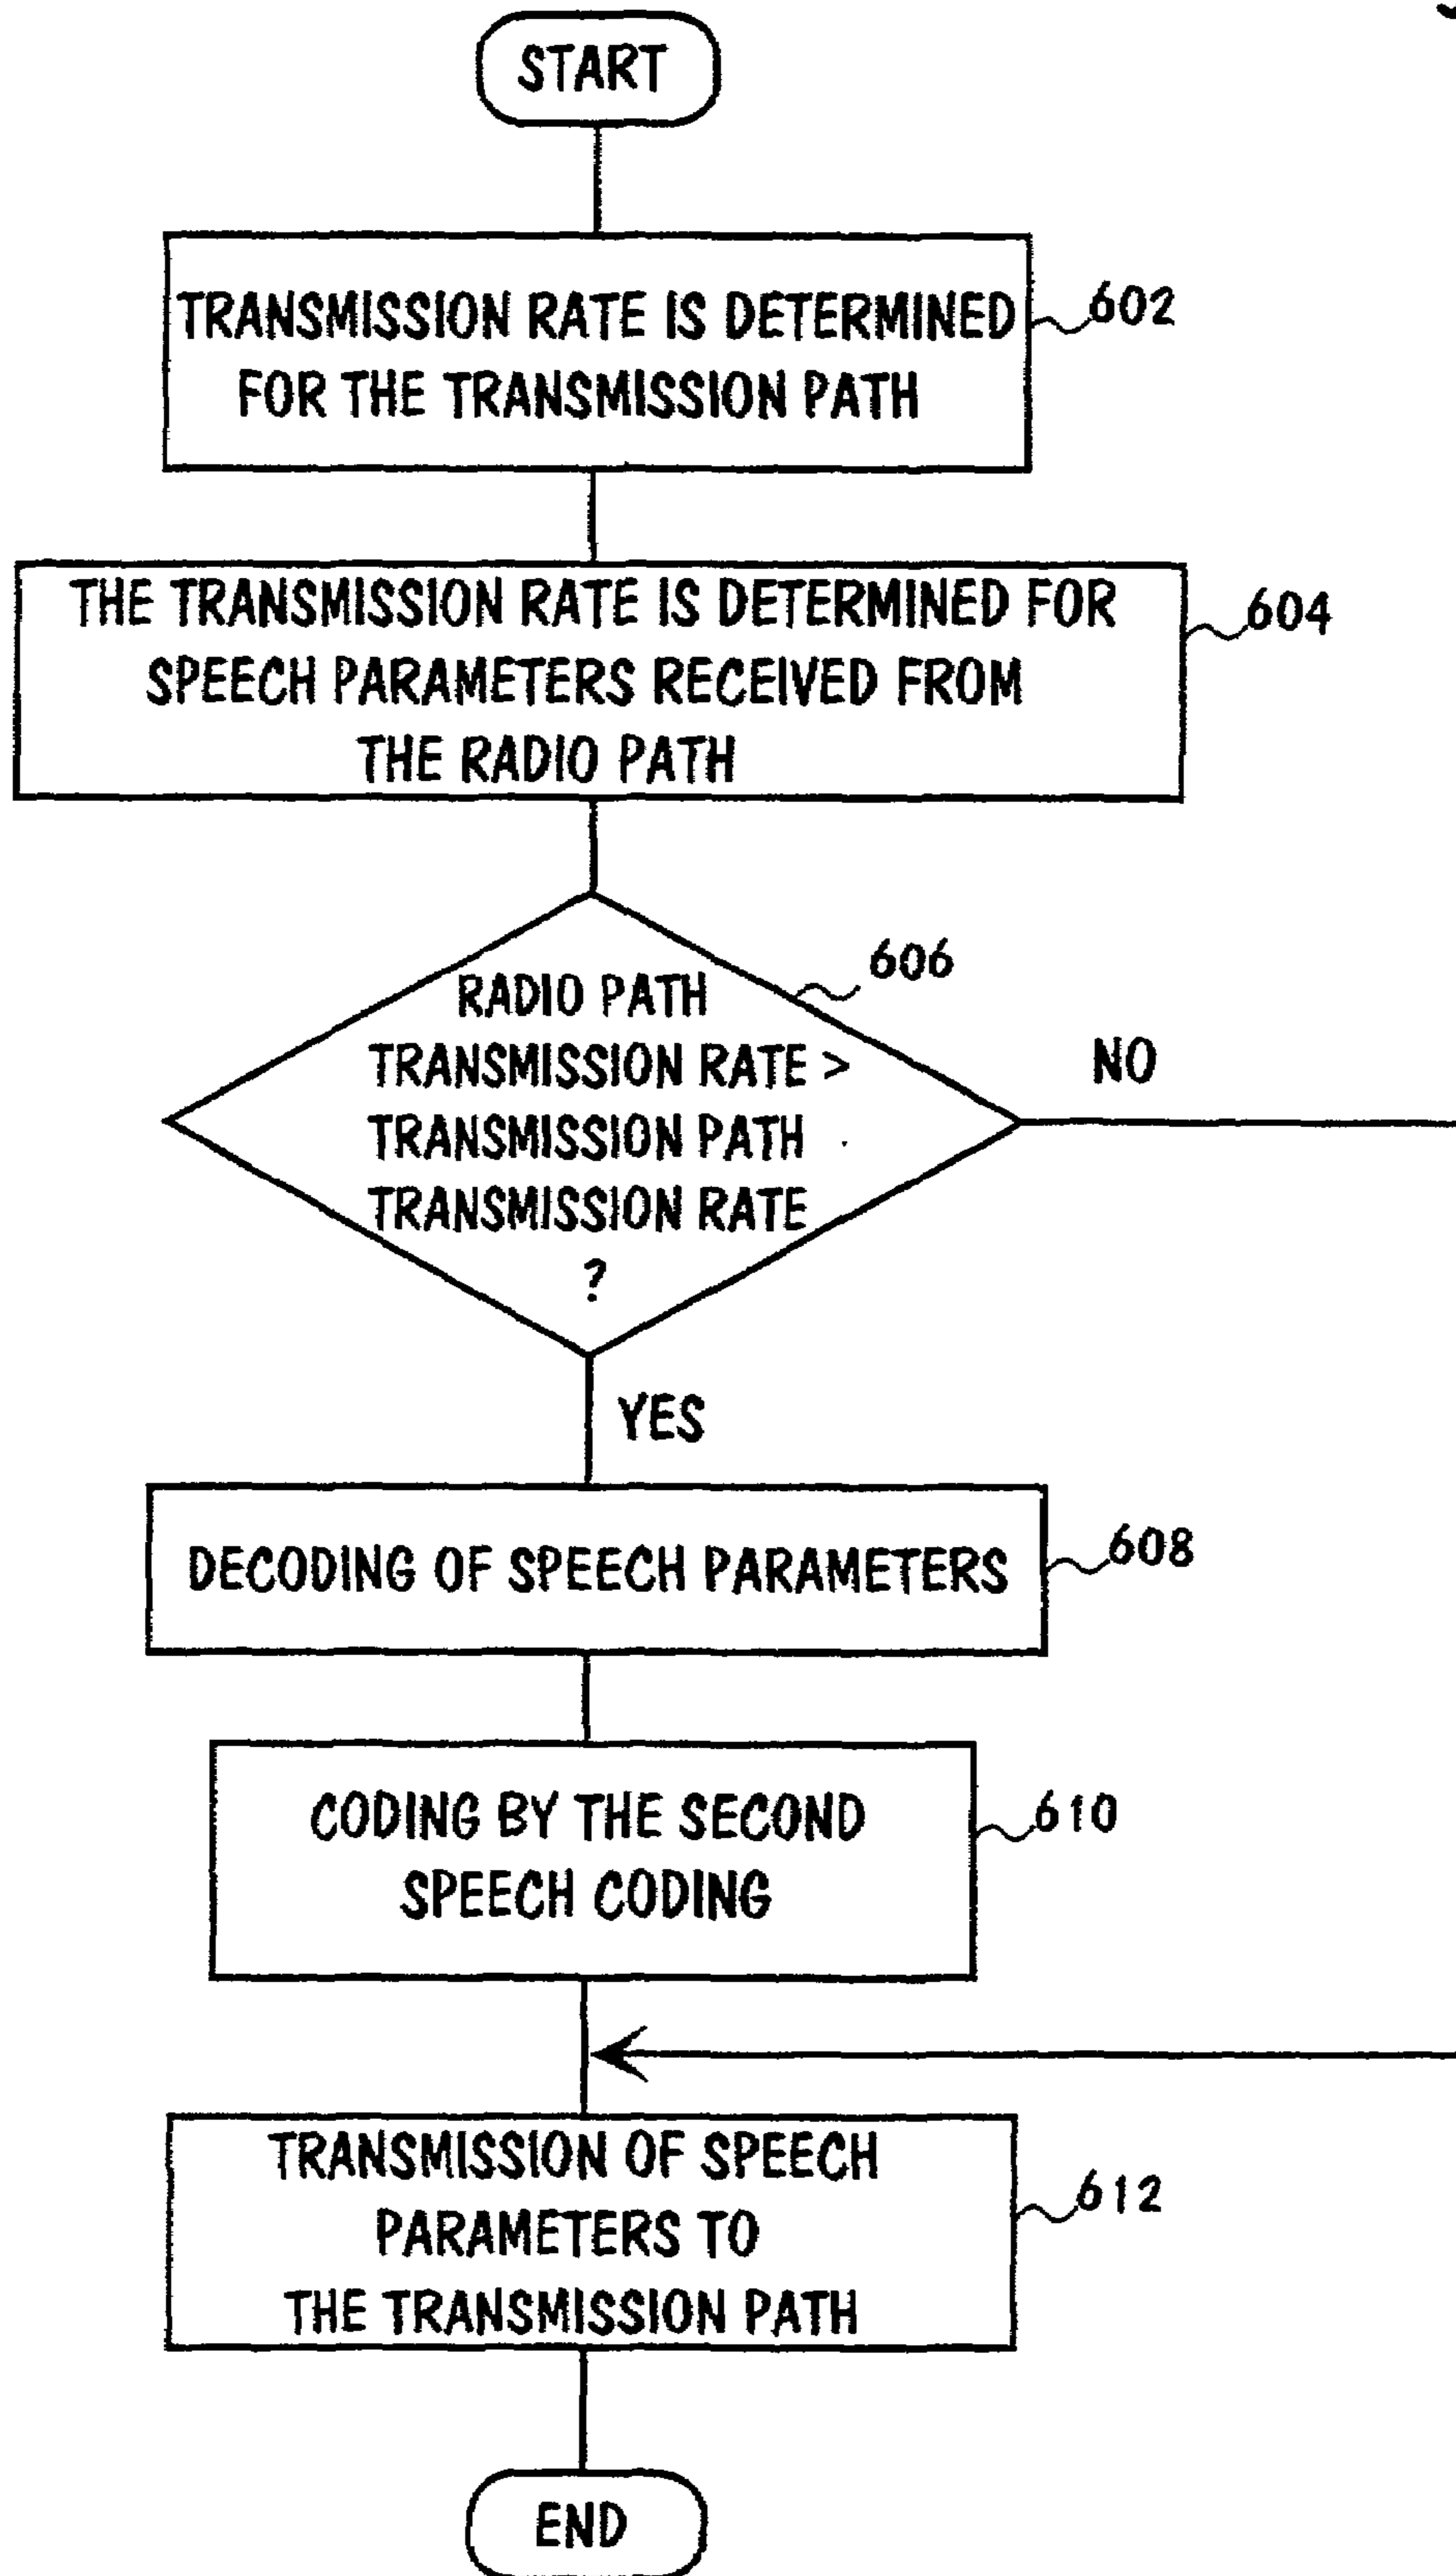 START
TRANSMISSION RATE IS DETERMINED
FOR THE TRANSMISSION PATH
602
THE TRANSMISSION RATE IS DETERMINED FOR
SPEECH PARAMETERS RECEIVED FROM
THE RADIO PATH
604
606
RADIO PATH
TRANSMISSION RATE >
TRANSMISSION PATH
TRANSMISSION RATE
?
NO
YES
DECODING OF SPEECH PARAMETERS
608
CODING BY THE SECOND
SPEECH CODING
610
TRANSMISSION OF SPEECH
PARAMETERS TO
THE TRANSMISSION PATH
612
END